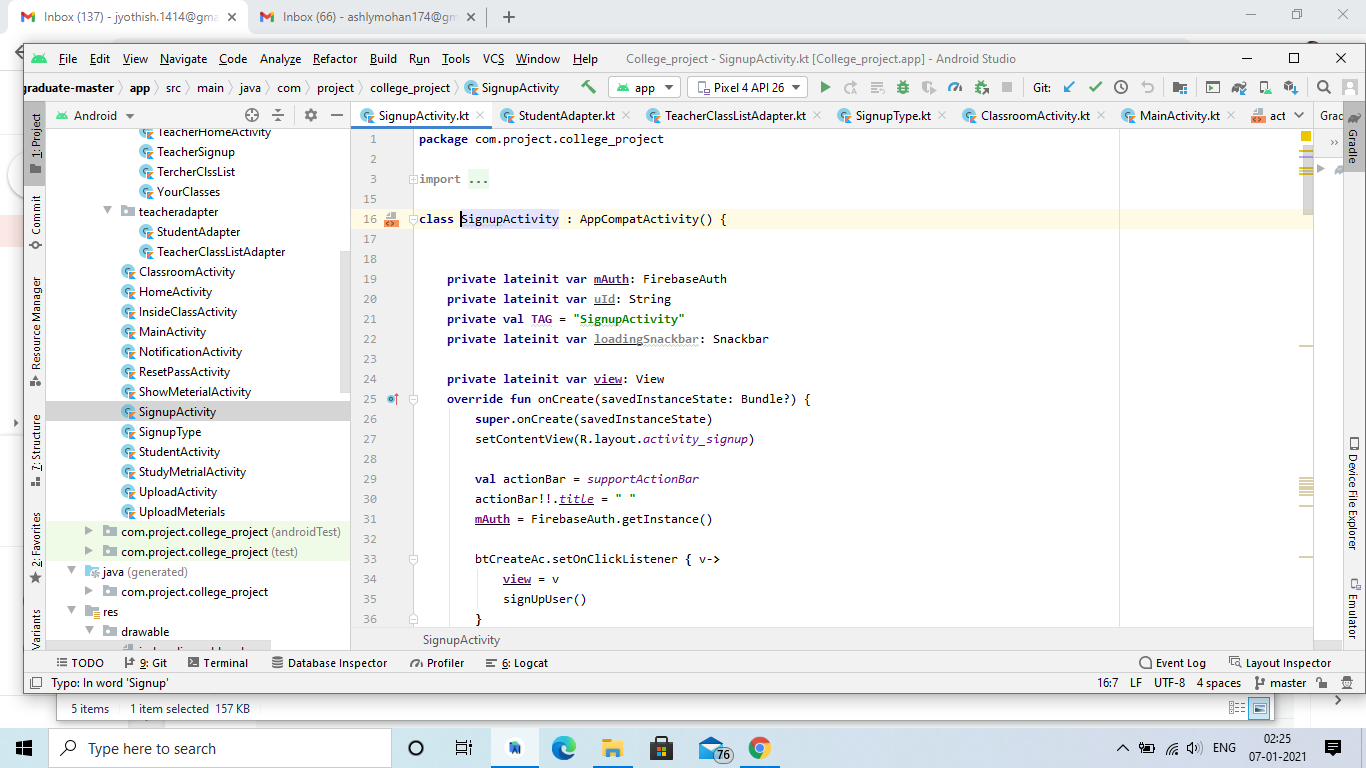 Inbox (137) - jyothish.1414@gma
Inbox (66) - ashlymohan174@gm
File Edit View Navigate Code Analyze Refactor Build Run Tools VCS Window Help College_project - SignupActivity.kt [College_project.app] - Android Studio
graduate-master app src main java com project college_project SignupActivity app Pixel 4 API 26 Git:
Android
SignupActivity.kt StudentAdapter.kt TeacherClassListAdapter.kt SignupType.kt ClassroomActivity.kt MainActivity.kt act Grad
1: Project
Commit
Resource Manager
7: Structure
2: Favorites
Variants
TeacherHomeActivity
TeacherSignup
TercherClssList
YourClasses
teacheradapter
StudentAdapter
TeacherClassListAdapter
ClassroomActivity
HomeActivity
InsideClassActivity
MainActivity
NotificationActivity
ResetPassActivity
ShowMeterialActivity
SignupActivity
SignupType
StudentActivity
StudyMetrialActivity
UploadActivity
UploadMeterials
com.project.college_project (androidTest)
com.project.college_project (test)
java (generated)
com.project.college_project
res
drawable
1 package com.project.college_project
2
3 import ...
15
16 class SignupActivity : AppCompatActivity() {
17
18
19 private lateinit var mAuth: FirebaseAuth
20 private lateinit var uId: String
21 private val TAG = "SignupActivity"
22 private lateinit var loadingSnackbar: Snackbar
23
24 private lateinit var view: View
25 override fun onCreate(savedInstanceState: Bundle?) {
26 super.onCreate(savedInstanceState)
27 setContentView(R.layout.activity_signup)
28
29 val actionBar = supportActionBar
30 actionBar!!.title = " "
31 mAuth = FirebaseAuth.getInstance()
32
33 btCreateAc.setOnClickListener { v->
34 view = v
35 signUpUser()
36 }
SignupActivity
Gradle
Device File Explorer
Emulator
TODO 9: Git Terminal Database Inspector Profiler 6: Logcat Event Log Layout Inspector
Typo: In word 'Signup' 16:7 LF UTF-8 4 spaces master
5 items 1 item selected 157 KB
Type here to search
76
ENG
02:25
07-01-2021